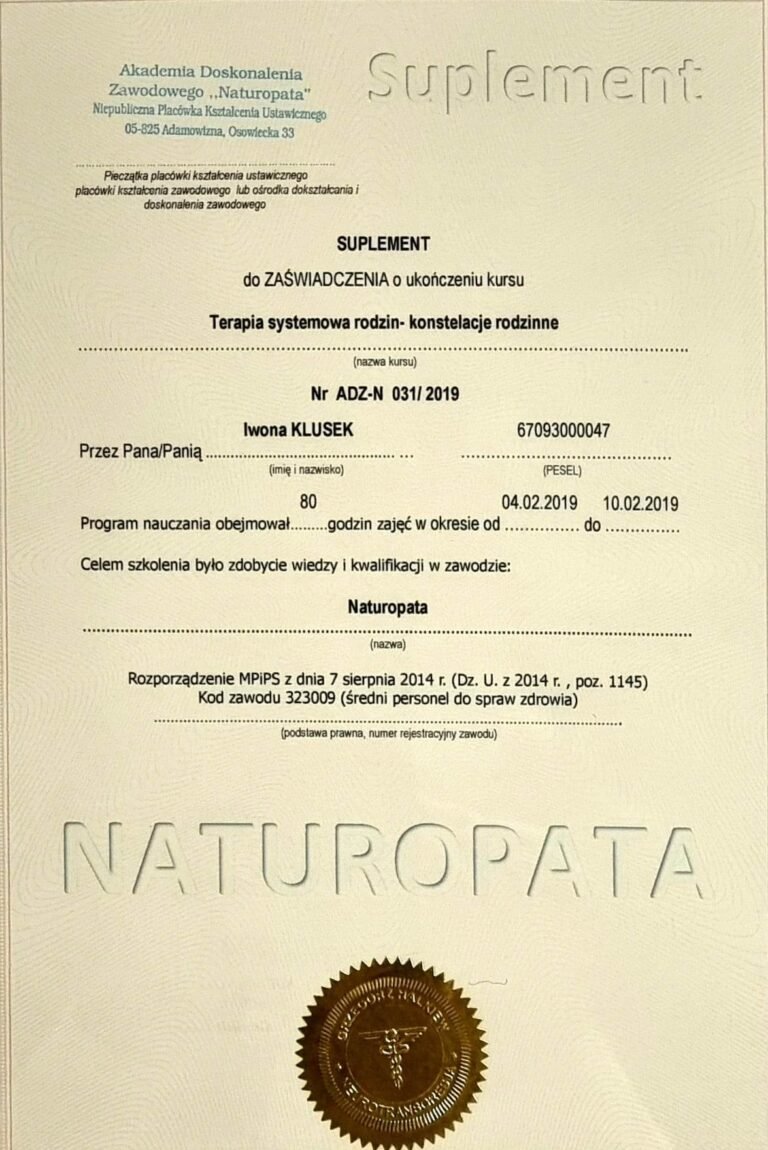 Akademia Doskonalenia
Zawodowego ,,Naturopata"
Niepubliczna Placówka Kształcenia Ustawicznego
05-825 Adamowizna, Osowiecka 33
Suplement
Pieczątka placówki kształcenia ustawicznego
placówki kształcenia zawodowego lub ośrodka dokształcania i
doskonalenia zawodowego
SUPLEMENT
do ZAŚWIADCZENIA o ukończeniu kursu
Terapia systemowa rodzin- konstelacje rodzinne
(nazwa kursu)
Nr ADZ-N 031/ 2019
Iwona KLUSEK 67093000047
Przez Pana/Panią
(imię i nazwisko) (PESEL)
80 04.02.2019 10.02.2019
Program nauczania obejmował.........godzin zajęć w okresie od ............... do ...............
Celem szkolenia było zdobycie wiedzy i kwalifikacji w zawodzie:
Naturopata
(nazwa)
Rozporządzenie MPiPS z dnia 7 sierpnia 2014 r. (Dz. U. z 2014 r. , poz. 1145)
Kod zawodu 323009 (średni personel do spraw zdrowia)
(podstawa prawna, numer rejestracyjny zawodu)
NATUROPATA
GRZEGORZ HALKIEW